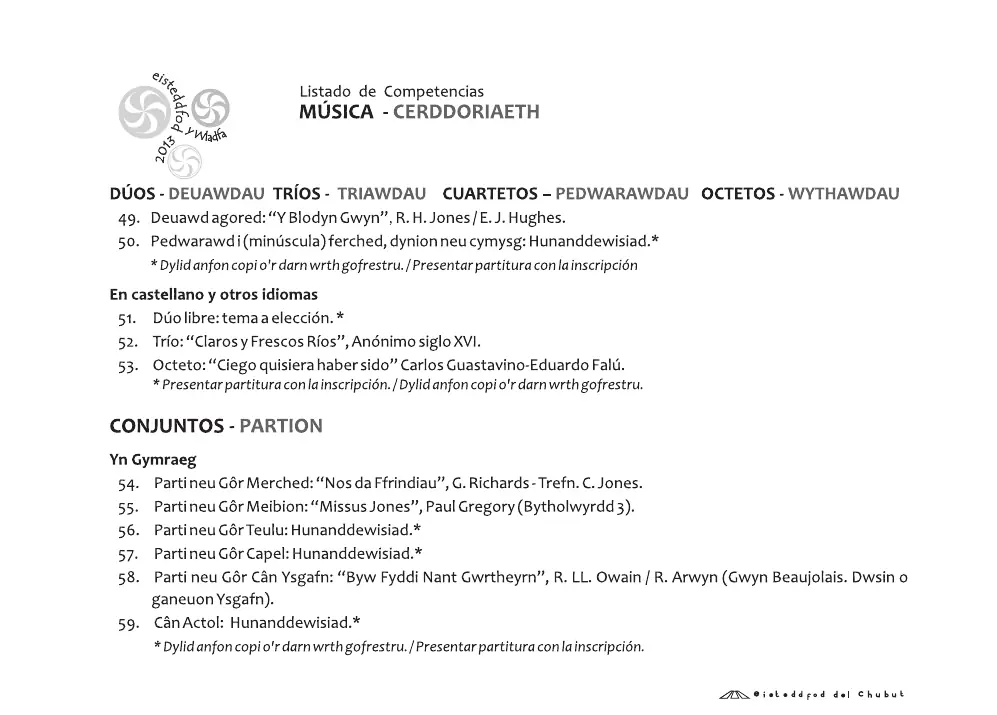 eisteddfod
y Wladfa
2013
Listado de Competencias
MÚSICA - CERDDORIAETH
DÚOS - DEUAWDAU TRÍOS - TRIAWDAU CUARTETOS – PEDWARAWDAU OCTETOS - WYTHAWDAU
49. Deuawd agored: “Y Blodyn Gwyn”, R. H. Jones / E. J. Hughes.
50. Pedwarawd i (minúscula) ferched, dynion neu cymysg: Hunanddewisiad.*
* Dylid anfon copi o'r darn wrth gofrestru. / Presentar partitura con la inscripción
En castellano y otros idiomas
51. Dúo libre: tema a elección. *
52. Trío: “Claros y Frescos Ríos”, Anónimo siglo XVI.
53. Octeto: “Ciego quisiera haber sido” Carlos Guastavino-Eduardo Falú.
* Presentar partitura con la inscripción. / Dylid anfon copi o'r darn wrth gofrestru.
CONJUNTOS - PARTION
Yn Gymraeg
54. Parti neu Gôr Merched: “Nos da Ffrindiau”, G. Richards - Trefn. C. Jones.
55. Parti neu Gôr Meibion: “Missus Jones”, Paul Gregory (Bytholwyrdd 3).
56. Parti neu Gôr Teulu: Hunanddewisiad.*
57. Parti neu Gôr Capel: Hunanddewisiad.*
58. Parti neu Gôr Cân Ysgafn: “Byw Fyddi Nant Gwrtheyrn”, R. LL. Owain / R. Arwyn (Gwyn Beaujolais. Dwsin o
ganeuon Ysgafn).
59. Cân Actol: Hunanddewisiad.*
* Dylid anfon copi o'r darn wrth gofrestru. / Presentar partitura con la inscripción.
eisteddfod del Chubut